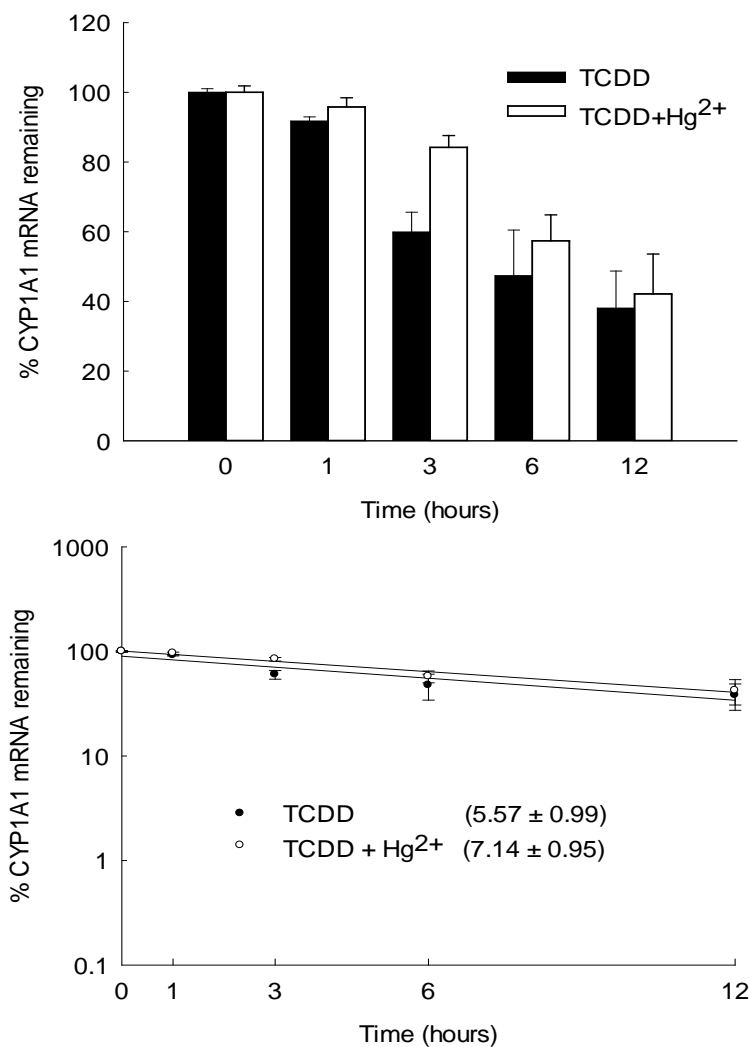 120
100
80
60
40
20
0
% CYP1A1 mRNA remaining
TCDD
TCDD+Hg2+
0 1 3 6 12
Time (hours)
1000
100
10
1
0.1
% CYP1A1 mRNA remaining
TCDD (5.57 ± 0.99)
TCDD + Hg2+ (7.14 ± 0.95)
0 1 3 6 12
Time (hours)